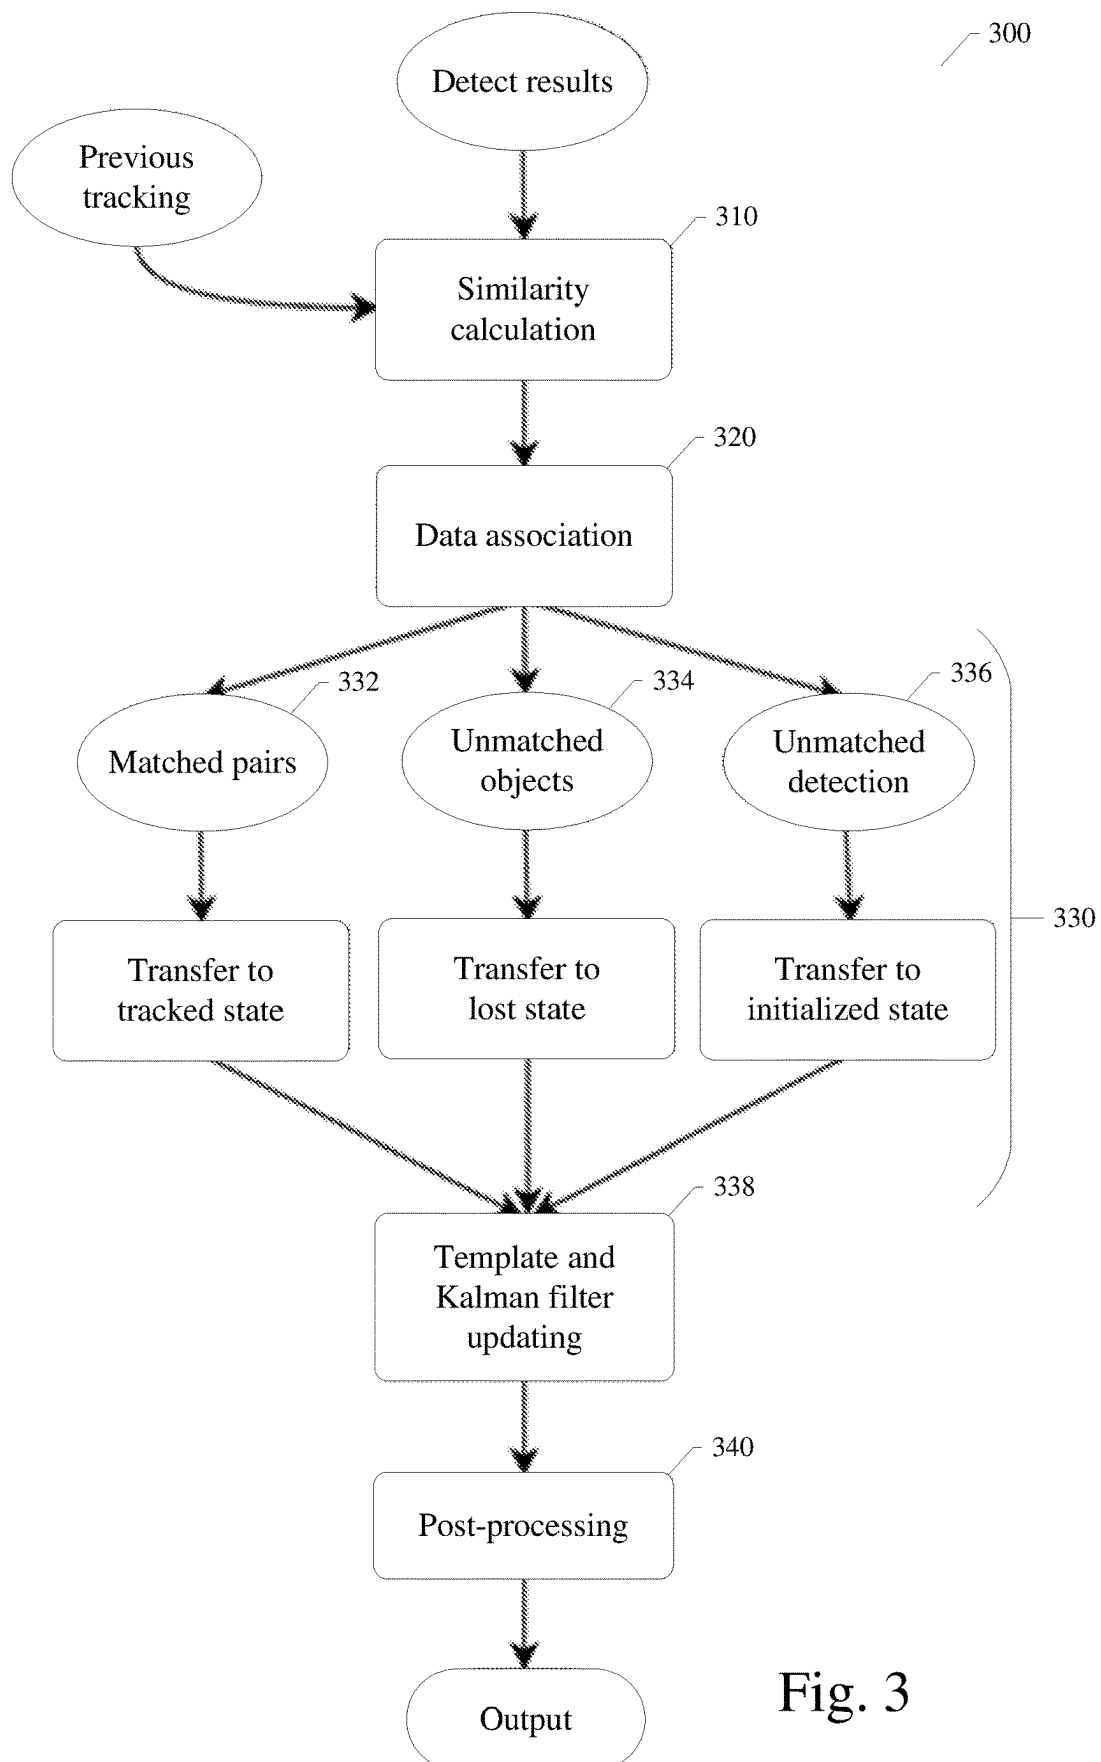 300
Detect results
Previous
tracking
310
Similarity
calculation
320
Data association
332
334
336
Matched pairs
Unmatched
objects
Unmatched
detection
330
Transfer to
tracked state
Transfer to
lost state
Transfer to
initialized state
338
Template and
Kalman filter
updating
340
Post-processing
Output
Fig. 3